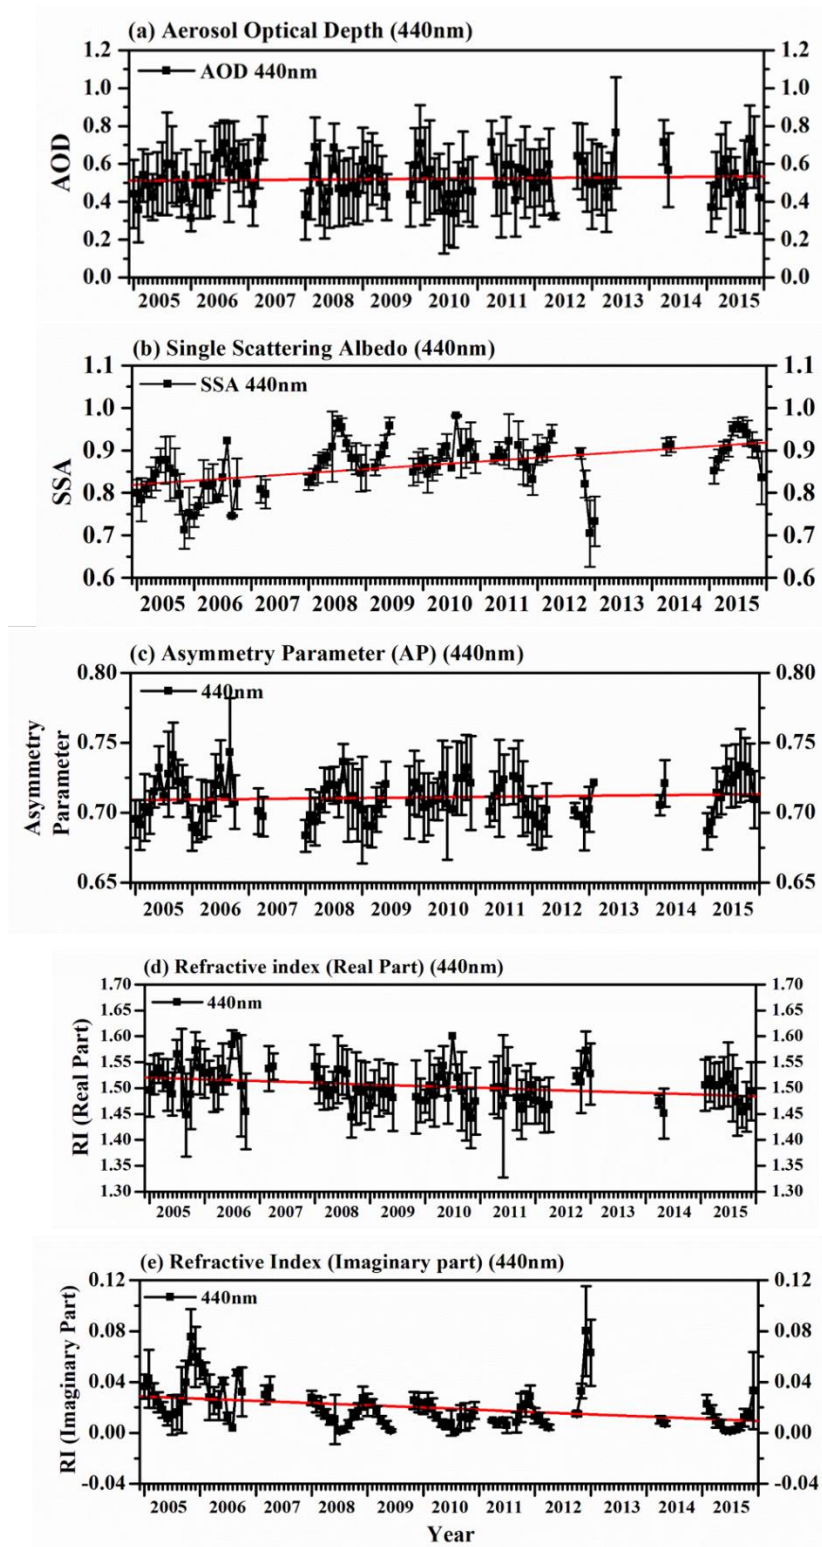 (a) Aerosol Optical Depth (440nm)
1.2 1.2
AOD 440nm
1.0 1.0
0.8 0.8
AOD
0.6 0.6
0.4 0.4
0.2 0.2
0.0 0.0
2005 2006 2007 2008 2009 2010 2011 2012 2013 2014 2015
(b) Single Scattering Albedo (440nm)
1.1 1.1
SSA 440nm
1.0 1.0
0.9 0.9
SSA
0.8 0.8
0.7 0.7
0.6 0.6
2005 2006 2007 2008 2009 2010 2011 2012 2013 2014 2015
(c) Asymmetry Parameter (AP) (440nm)
0.80 0.80
440nm
0.75 0.75
Asymmetry
Parameter
0.70 0.70
0.65 0.65
2005 2006 2007 2008 2009 2010 2011 2012 2013 2014 2015
(d) Refractive index (Real Part) (440nm)
1.70 1.70
440nm
1.65 1.65
1.60 1.60
1.55 1.55
RI (Real Part)
1.50 1.50
1.45 1.45
1.40 1.40
1.35 1.35
1.30 1.30
2005 2006 2007 2008 2009 2010 2011 2012 2013 2014 2015
(e) Refractive Index (Imaginary part) (440nm)
0.12 0.12
440nm
0.08 0.08
RI (Imaginary Part)
0.04 0.04
0.00 0.00
-0.04 -0.04
2005 2006 2007 2008 2009 2010 2011 2012 2013 2014 2015
Year